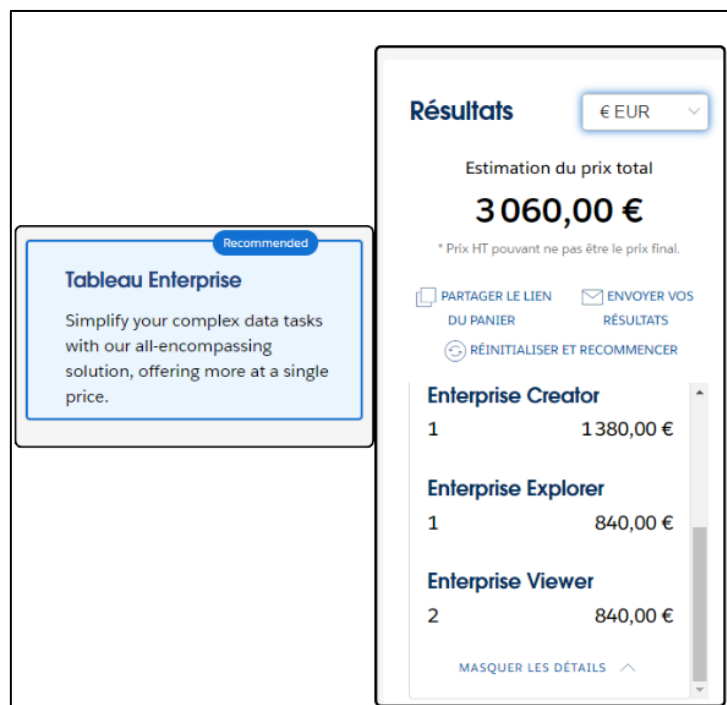 Recommended
Tableau Enterprise
Simplify your complex data tasks
with our all-encompassing
solution, offering more at a single
price.
Résultats
€ EUR
Estimation du prix total
3 060,00 €
* Prix HT pouvant ne pas être le prix final.
PARTAGER LE LIEN
DU PANIER
ENVOYER VOS
RÉSULTATS
RÉINITIALISER ET RECOMMENCER
Enterprise Creator
1 1 380,00 €
Enterprise Explorer
1 840,00 €
Enterprise Viewer
2 840,00 €
MASQUER LES DÉTAILS